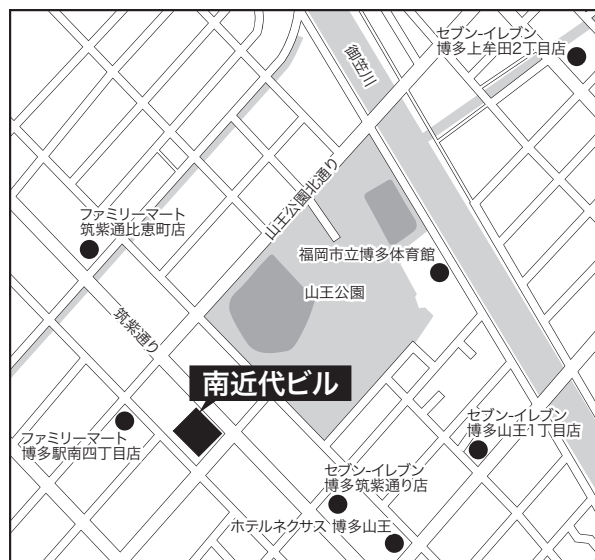 セブン-イレブン
博多上牟田2丁目店
御笠川
山王公園北通り
ファミリーマート
筑紫通比恵町店
福岡市立博多体育館
山王公園
筑紫通り
南近代ビル
ファミリーマート
博多駅南四丁目店
セブン-イレブン
博多山王1丁目店
セブン-イレブン
博多筑紫通り店
ホテルネクサス 博多山王